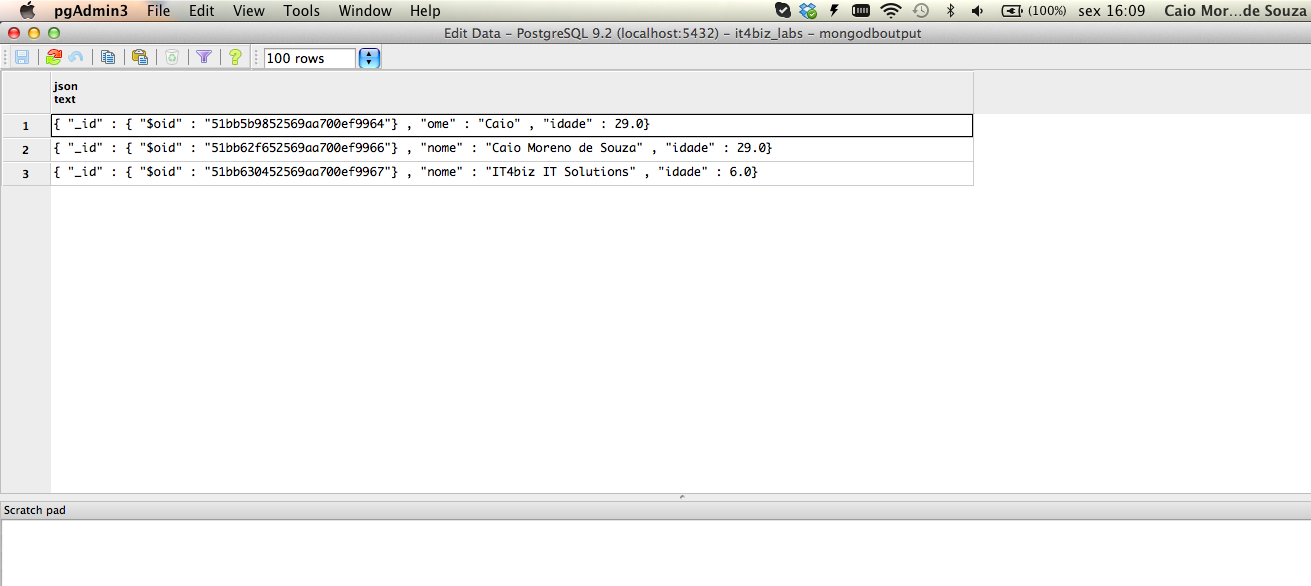 pgAdmin3 File Edit View Tools Window Help (100%) sex 16:09 Caio Mor...de Souza
Edit Data - PostgreSQL 9.2 (localhost:5432) - it4biz_labs - mongodboutput
100 rows
json
text
1 { "_id" : { "$oid" : "51bb5b9852569aa700ef9964"} , "ome" : "Caio" , "idade" : 29.0}
2 { "_id" : { "$oid" : "51bb62f652569aa700ef9966"} , "nome" : "Caio Moreno de Souza" , "idade" : 29.0}
3 { "_id" : { "$oid" : "51bb630452569aa700ef9967"} , "nome" : "IT4biz IT Solutions" , "idade" : 6.0}
Scratch pad